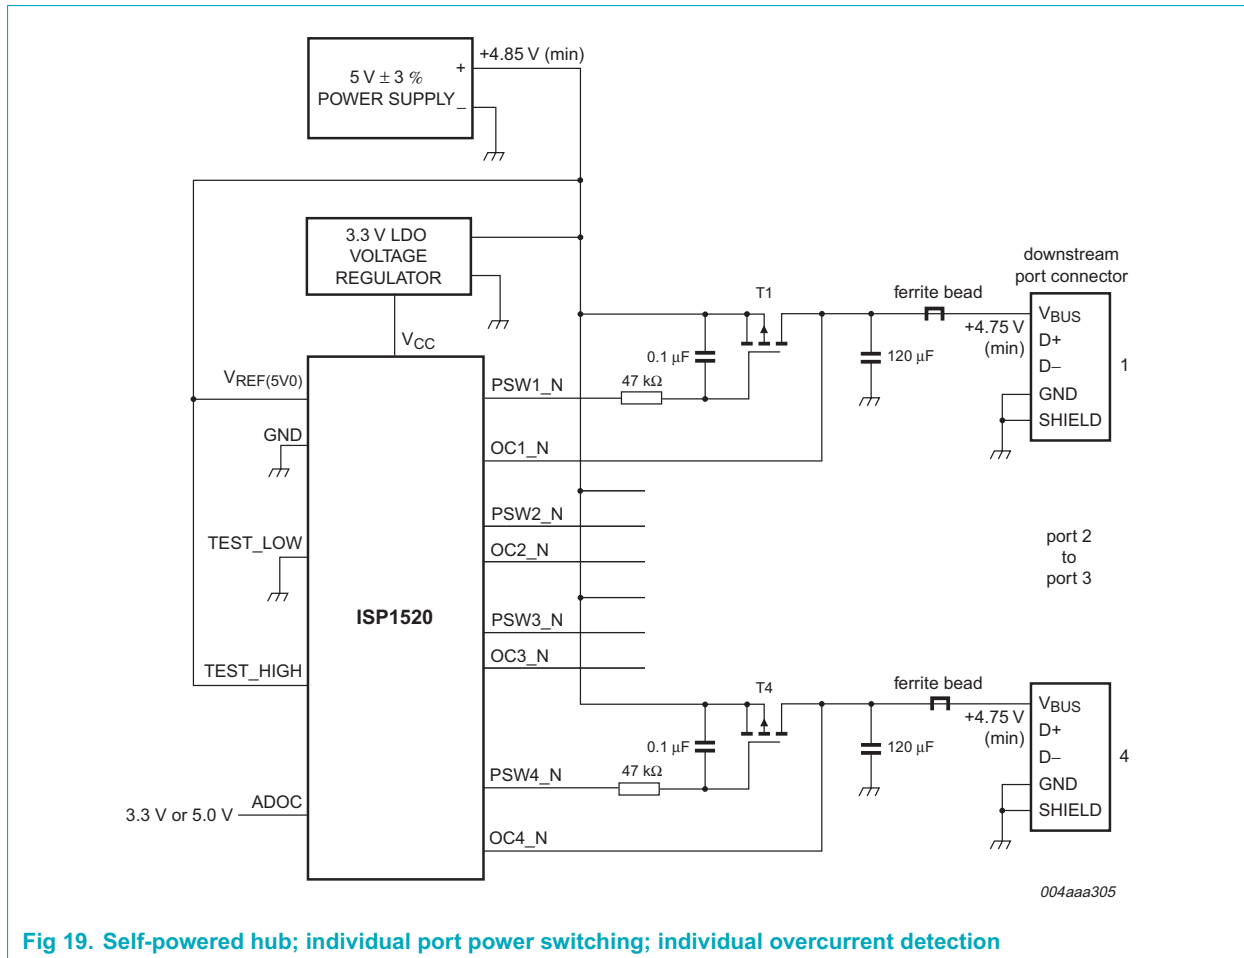 +4.85 V (min)
5 V ± 3 %
POWER SUPPLY
+
−
3.3 V LDO
VOLTAGE
REGULATOR
VCC
VREF(5V0)
GND
TEST_LOW
TEST_HIGH
3.3 V or 5.0 V
ADOC
ISP1520
PSW1_N
OC1_N
PSW2_N
OC2_N
PSW3_N
OC3_N
PSW4_N
OC4_N
47 kΩ
0.1 μF
T1
120 μF
ferrite bead
+4.75 V
(min)
downstream
port connector
VBUS
D+
D−
GND
SHIELD
1
port 2
to
port 3
47 kΩ
0.1 μF
T4
120 μF
ferrite bead
+4.75 V
(min)
VBUS
D+
D−
GND
SHIELD
4
004aaa305
Fig 19. Self-powered hub; individual port power switching; individual overcurrent detection